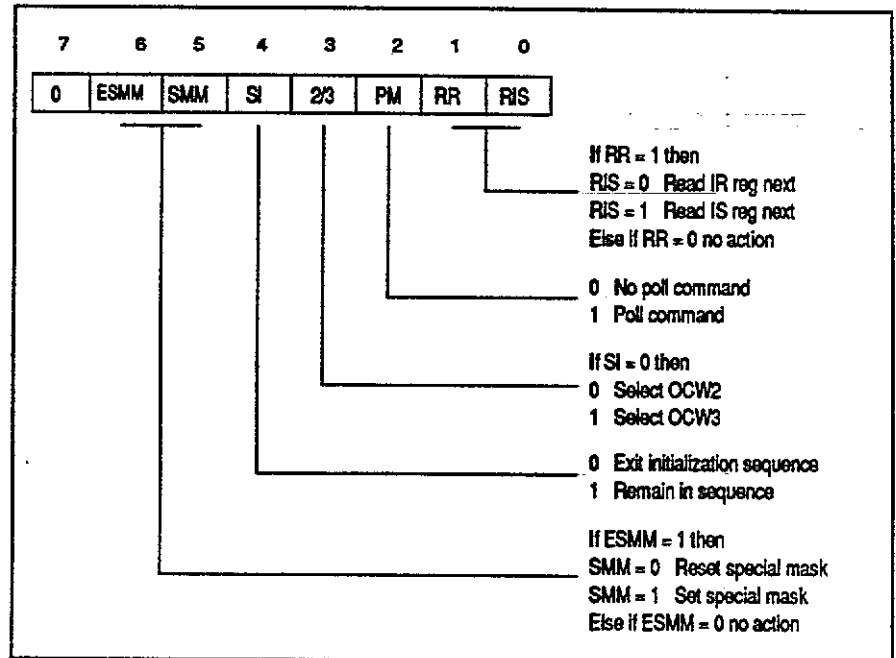 7 6 5 4 3 2 1 0
0 ESMM SMM SI 2/3 PM RR RIS
If RR = 1 then
RIS = 0 Read IR reg next
RIS = 1 Read IS reg next
Else if RR = 0 no action
0 No poll command
1 Poll command
If SI = 0 then
0 Select OCW2
1 Select OCW3
0 Exit initialization sequence
1 Remain in sequence
If ESMM = 1 then
SMM = 0 Reset special mask
SMM = 1 Set special mask
Else if ESMM = 0 no action